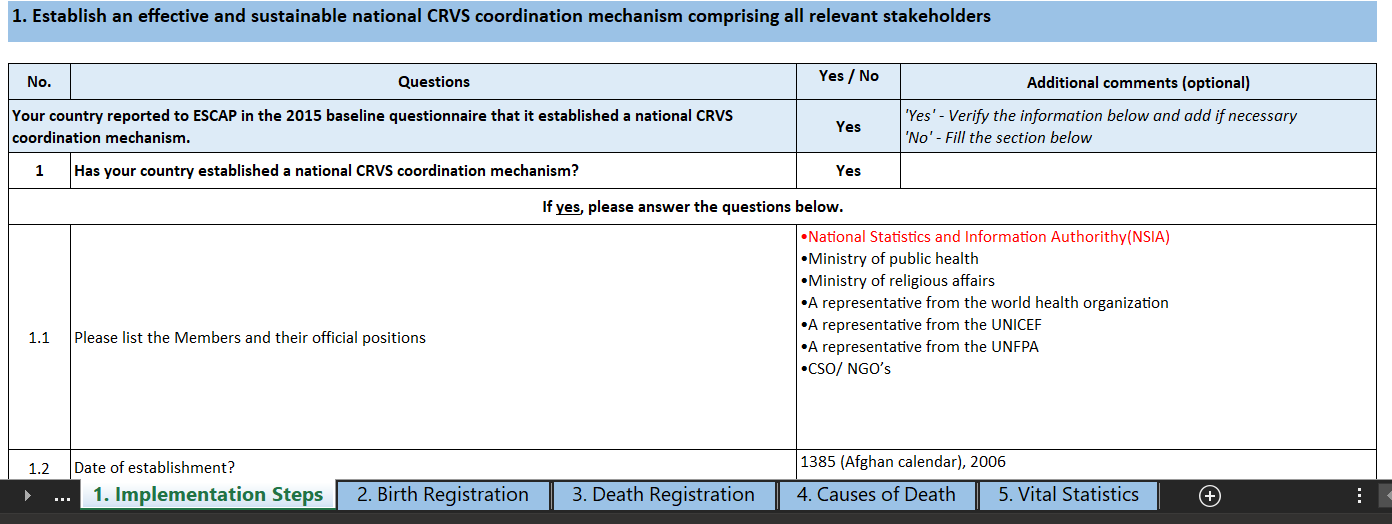 1. Establish an effective and sustainable national CRVS coordination mechanism comprising all relevant stakeholders
No.
Questions
Yes / No
Additional comments (optional)
Your country reported to ESCAP in the 2015 baseline questionnaire that it established a national CRVS
coordination mechanism.
Yes
'Yes' - Verify the information below and add if necessary
'No' - Fill the section below
1
Has your country established a national CRVS coordination mechanism?
Yes
If yes, please answer the questions below.
1.1
Please list the Members and their official positions
•National Statistics and Information Authorithy(NSIA)
•Ministry of public health
•Ministry of religious affairs
•A representative from the world health organization
•A representative from the UNICEF
•A representative from the UNFPA
•CSO/ NGO’s
1.2
Date of establishment?
1385 (Afghan calendar), 2006
...
1. Implementation Steps
2. Birth Registration
3. Death Registration
4. Causes of Death
5. Vital Statistics